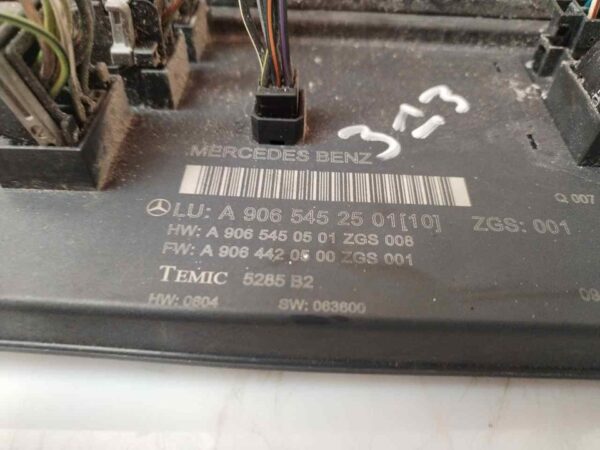 313
MERCEDES BENZ
Q 007
LU: A 906 545 25 01[10] ZGS: 001
HW: A 906 545 05 01 ZGS 008
FW: A 906 442 05 00 ZGS 001
TEMIC 5285 B2
HW: 0804 SW: 063600